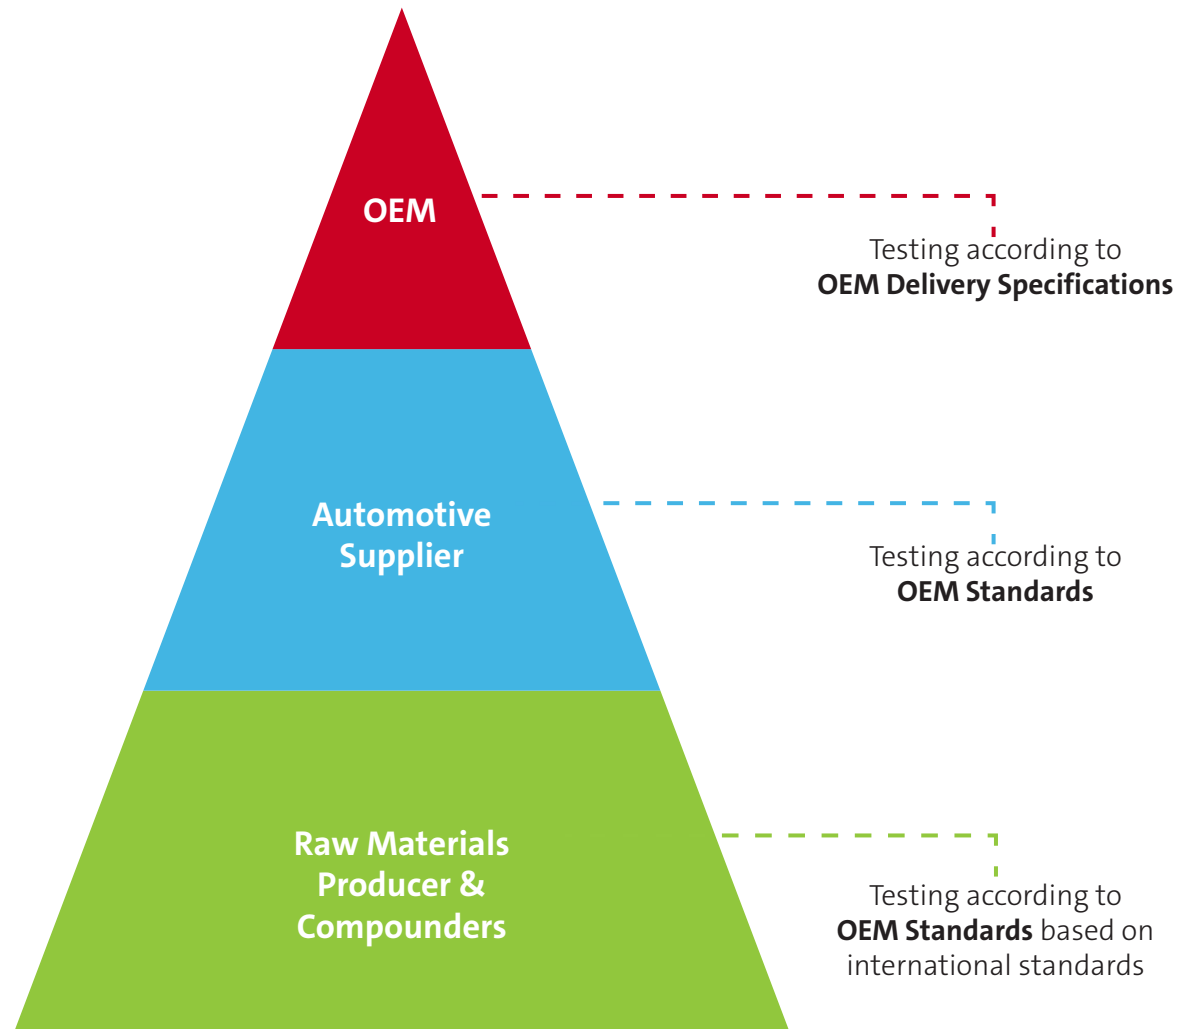 OEM
Testing according to
OEM Delivery Specifications
Automotive
Supplier
Testing according to
OEM Standards
Raw Materials
Producer &
Compounders
Testing according to
OEM Standards based on
international standards